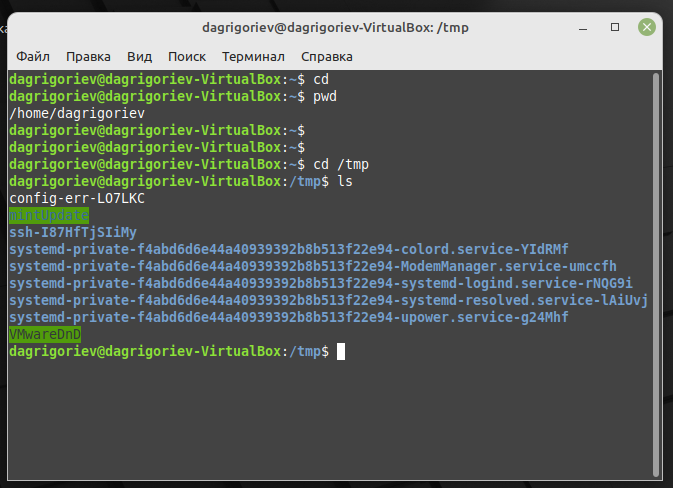 dagrigoriev@dagrigoriev-VirtualBox: /tmp
Файл Правка Вид Поиск Терминал Справка
dagrigoriev@dagrigoriev-VirtualBox:~$ cd
dagrigoriev@dagrigoriev-VirtualBox:~$ pwd
/home/dagrigoriev
dagrigoriev@dagrigoriev-VirtualBox:~$
dagrigoriev@dagrigoriev-VirtualBox:~$
dagrigoriev@dagrigoriev-VirtualBox:~$ cd /tmp
dagrigoriev@dagrigoriev-VirtualBox:/tmp$ ls
config-err-LO7LKC
mintUpdate
ssh-I87HfTjSIiMy
systemd-private-f4abd6d6e44a40939392b8b513f22e94-colord.service-YIdRMf
systemd-private-f4abd6d6e44a40939392b8b513f22e94-ModemManager.service-umccfh
systemd-private-f4abd6d6e44a40939392b8b513f22e94-systemd-logind.service-rNQG9i
systemd-private-f4abd6d6e44a40939392b8b513f22e94-systemd-resolved.service-lAiUvj
systemd-private-f4abd6d6e44a40939392b8b513f22e94-upower.service-g24Mhf
VMwareDnD
dagrigoriev@dagrigoriev-VirtualBox:/tmp$